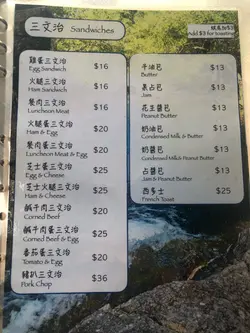 三文治 Sandwiches
烘底加$3
Add $3 for toasting
雞蛋三文治 $16
Egg Sandwich
火腿三文治 $16
Ham Sandwich
餐肉三文治 $16
Luncheon Meat
火腿蛋三文治 $20
Ham & Egg
餐肉蛋三文治 $20
Luncheon Meat & Egg
芝士蛋三文治 $25
Egg & Cheese
芝士火腿三文治 $25
Ham & Cheese
鹹牛肉三文治 $20
Corned Beef
鹹牛肉蛋三文治 $25
Corned Beef & Egg
番茄蛋三文治 $20
Tomato & Egg
豬扒三文治 $36
Pork Chop
牛油包 $13
Butter
果占包 $13
Jam
花生醬包 $13
Peanut Butter
奶油包 $13
Condensed Milk & Butter
奶醬包 $13
Condensed Milk & Peanut Butter
占醬包 $13
Jam & Peanut Butter
西多士 $25
French Toast